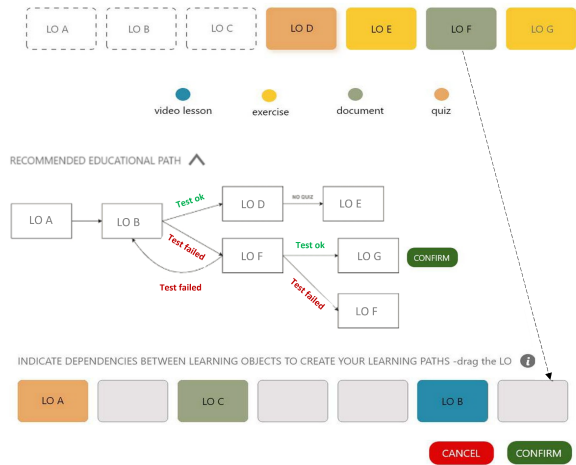 LO A LO B LO C LO D LO E LO F LO G
video lesson exercise document quiz
RECOMMENDED EDUCATIONAL PATH
Test ok
LO D
NO QUIZ
LO E
LO A
LO B
Test failed
LO F
Test ok
LO G
CONFIRM
Test failed
Test failed
LO F
INDICATE DEPENDENCIES BETWEEN LEARNING OBJECTS TO CREATE YOUR LEARNING PATHS -drag the LO i
LO A LO C LO B
CANCEL CONFIRM